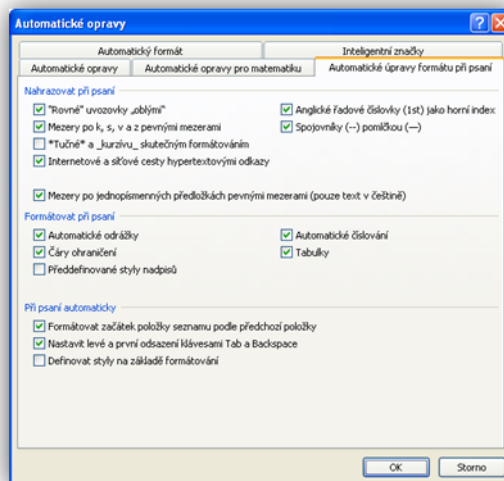 Automatické opravy
Automatický formát
Inteligentní značky
Automatické opravy
Automatické opravy pro matematiku
Automatické úpravy formátu při psaní
Nahrazovat při psaní
"Rovné" uvozovky „oblými“
Anglické řadové číslovky (1st) jako horní index
Mezery po k, s, v a z pevnými mezerami
Spojovníky (--) pomlčkou (—)
*Tučné* a _kurzívu_ skutečným formátováním
Internetové a síťové cesty hypertextovými odkazy
Mezery po jednopísmenných předložkách pevnými mezerami (pouze text v češtině)
Formátovat při psaní
Automatické odrážky
Automatické číslování
Čáry ohraničení
Tabulky
Předdefinované styly nadpisů
Při psaní automaticky
Formátovat začátek položky seznamu podle předchozí položky
Nastavit levé a první odsazení klávesami Tab a Backspace
Definovat styly na základě formátování
OK
Storno